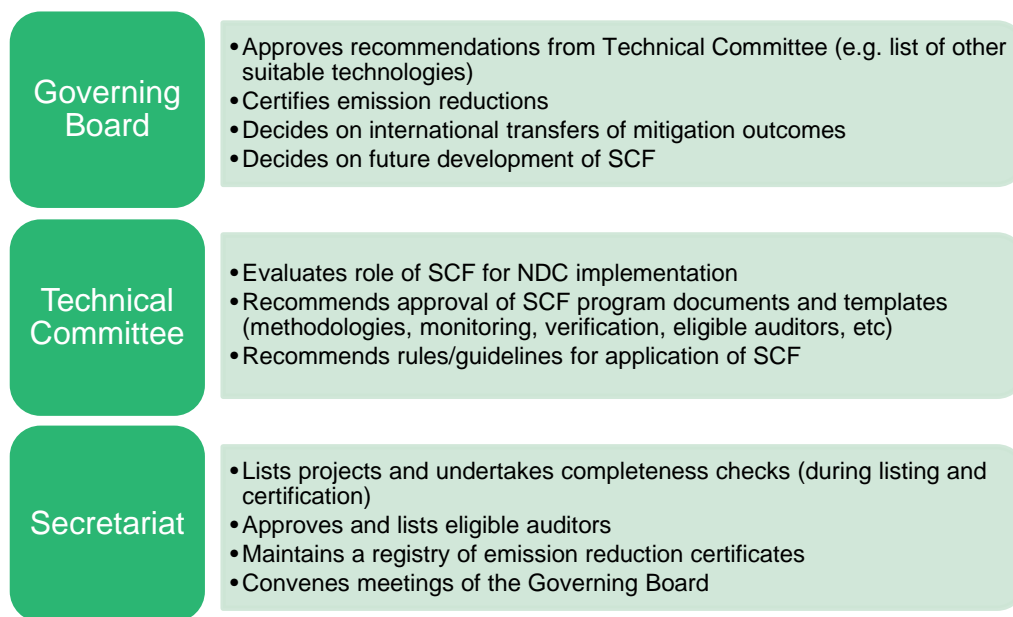 Governing
Board
•Approves recommendations from Technical Committee (e.g. list of other
suitable technologies)
•Certifies emission reductions
•Decides on international transfers of mitigation outcomes
•Decides on future development of SCF
Technical
Committee
•Evaluates role of SCF for NDC implementation
•Recommends approval of SCF program documents and templates
(methodologies, monitoring, verification, eligible auditors, etc)
•Recommends rules/guidelines for application of SCF
Secretariat
•Lists projects and undertakes completeness checks (during listing and
certification)
•Approves and lists eligible auditors
•Maintains a registry of emission reduction certificates
•Convenes meetings of the Governing Board